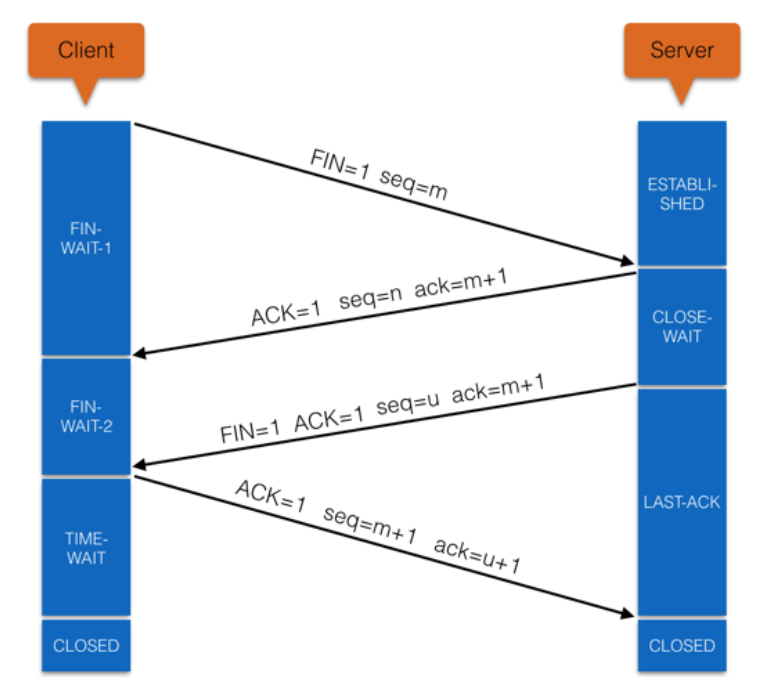 Client
Server
FIN=1 seq=m
ESTABLI-
SHED
FIN-
WAIT-1
ACK=1 seq=n ack=m+1
CLOSE-
WAIT
FIN=1 ACK=1 seq=u ack=m+1
FIN-
WAIT-2
ACK=1 seq=m+1 ack=u+1
LAST-ACK
TIME-
WAIT
CLOSED
CLOSED